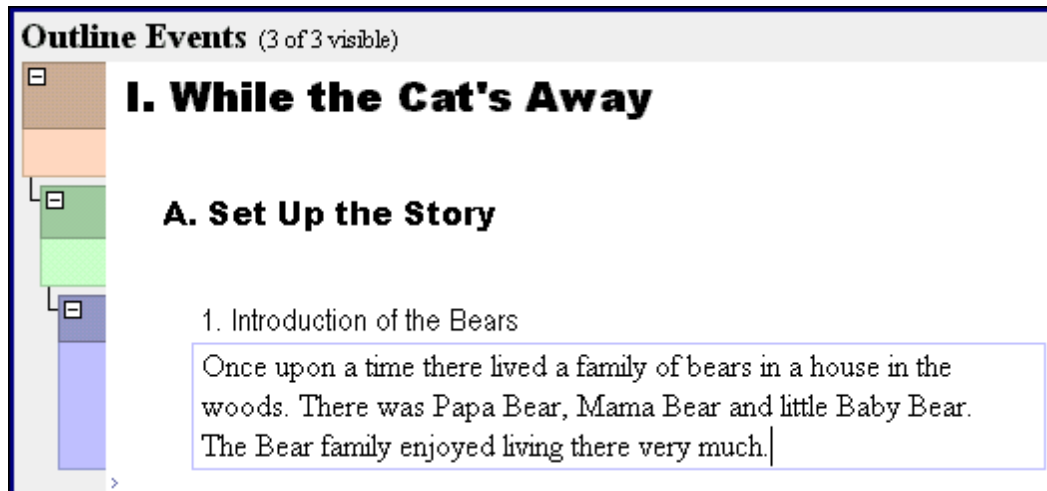 Outline Events (3 of 3 visible)
I. While the Cat's Away
A. Set Up the Story
1. Introduction of the Bears
Once upon a time there lived a family of bears in a house in the
woods. There was Papa Bear, Mama Bear and little Baby Bear.
The Bear family enjoyed living there very much.